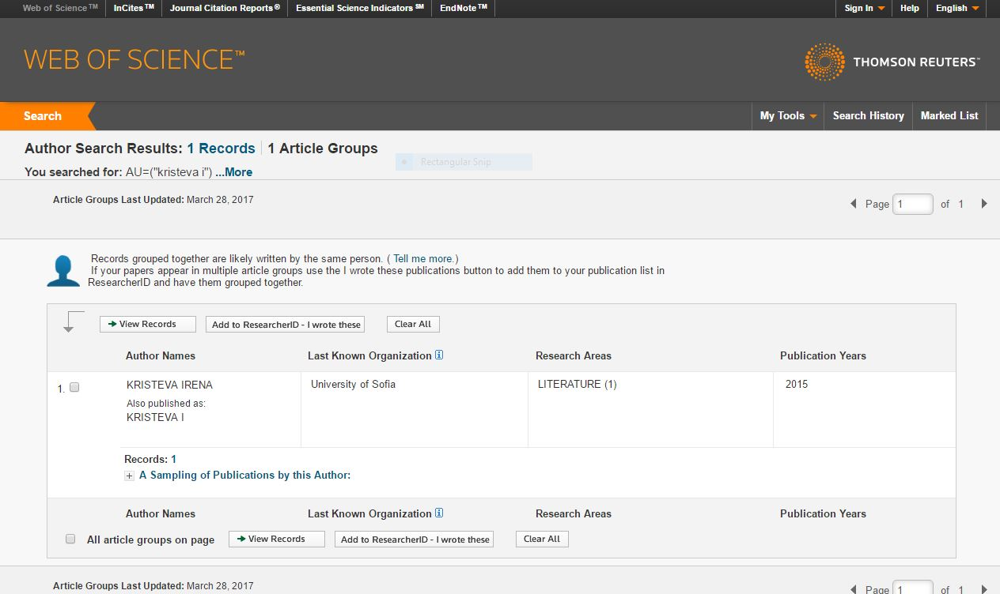 Web of Science™ InCites™ Journal Citation Reports® Essential Science Indicators℠ EndNote™ Sign In Help English
WEB OF SCIENCE™
THOMSON REUTERS™
Search My Tools Search History Marked List
Author Search Results: 1 Records 1 Article Groups
Rectangular Snip
You searched for: AU=("kristeva i") ...More
Article Groups Last Updated: March 28, 2017
Page 1 of 1
Records grouped together are likely written by the same person. ( Tell me more.)
If your papers appear in multiple article groups use the I wrote these publications button to add them to your publication list in
ResearcherID and have them grouped together.
View Records Add to ResearcherID - I wrote these Clear All
Author Names Last Known Organization i Research Areas Publication Years
1. KRISTEVA IRENA University of Sofia LITERATURE (1) 2015
Also published as:
KRISTEVA I
Records: 1
+ A Sampling of Publications by this Author:
Author Names Last Known Organization i Research Areas Publication Years
All article groups on page View Records Add to ResearcherID - I wrote these Clear All
Article Groups Last Updated: March 28, 2017
Page 1 of 1